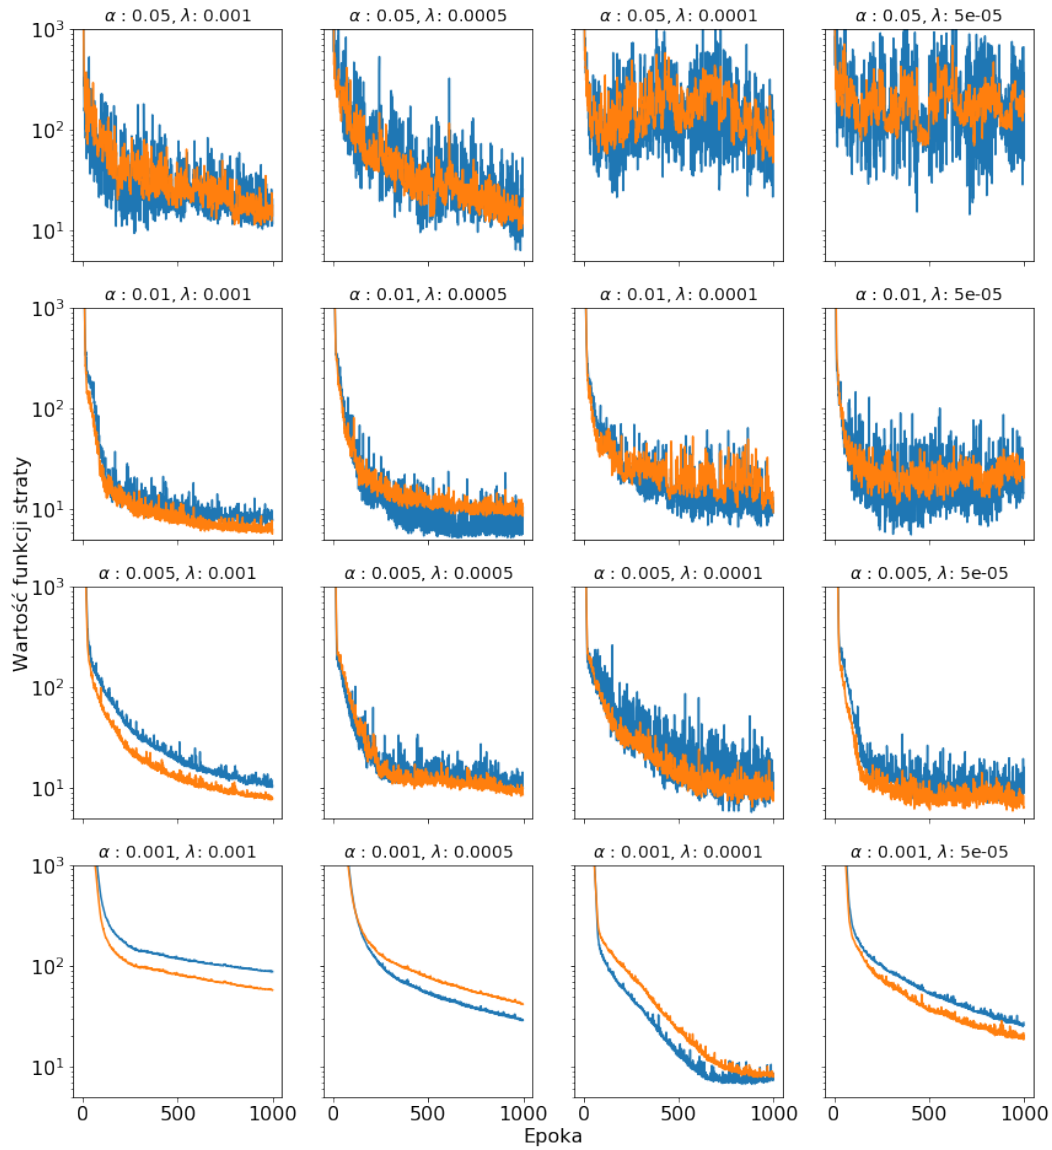 α : 0.05, λ: 0.001 α : 0.05, λ: 0.0005 α : 0.05, λ: 0.0001 α : 0.05, λ: 5e-05
10³
10²
10¹
α : 0.01, λ: 0.001 α : 0.01, λ: 0.0005 α : 0.01, λ: 0.0001 α : 0.01, λ: 5e-05
10³
10²
10¹
Wartość funkcji straty
α : 0.005, λ: 0.001 α : 0.005, λ: 0.0005 α : 0.005, λ: 0.0001 α : 0.005, λ: 5e-05
10³
10²
10¹
α : 0.001, λ: 0.001 α : 0.001, λ: 0.0005 α : 0.001, λ: 0.0001 α : 0.001, λ: 5e-05
10³
10²
10¹
0 500 1000 0 500 1000 0 500 1000 0 500 1000
Epoka